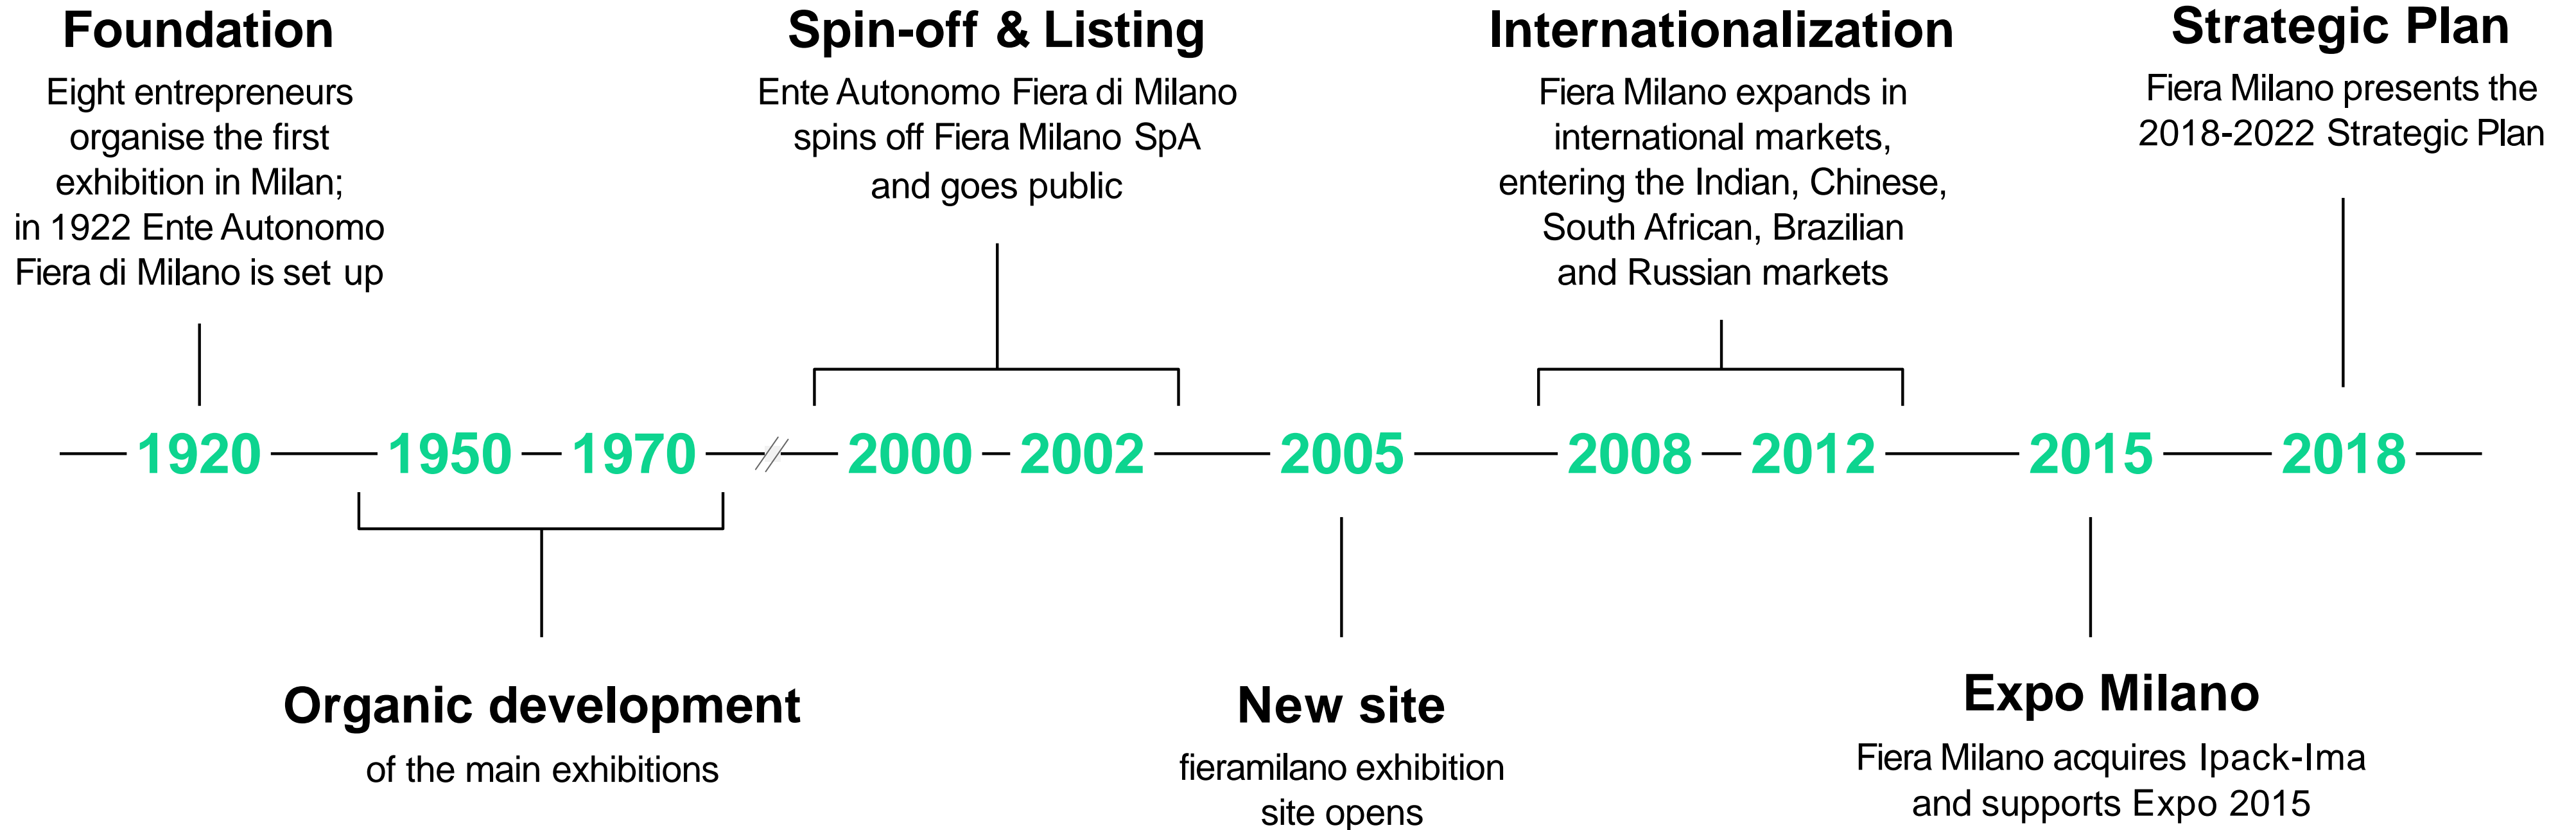 Foundation
Eight entrepreneurs
organise the first
exhibition in Milan;
in 1922 Ente Autonomo
Fiera di Milano is set up
Spin-off & Listing
Ente Autonomo Fiera di Milano
spins off Fiera Milano SpA
and goes public
Internationalization
Fiera Milano expands in
international markets,
entering the Indian, Chinese,
South African, Brazilian
and Russian markets
Strategic Plan
Fiera Milano presents the
2018-2022 Strategic Plan
1920 1950 1970 2000 2002 2005 2008 2012 2015 2018
Organic development
of the main exhibitions
New site
fieramilano exhibition
site opens
Expo Milano
Fiera Milano acquires Ipack-Ima
and supports Expo 2015